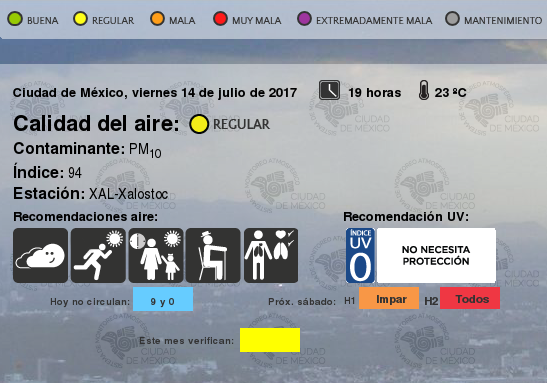 BUENA REGULAR MALA MUY MALA EXTREMADAMENTE MALA MANTENIMIENTO
Ciudad de México, viernes 14 de julio de 2017 19 horas 23 ºC
Calidad del aire: REGULAR
Contaminante: PM10
Índice: 94
Estación: XAL-Xalostoc
Recomendaciones aire: Recomendación UV:
ÍNDICE
UV
0
NO NECESITA
PROTECCIÓN
Hoy no circulan: 9 y 0 Próx. sábado: H1 Impar H2 Todos
Este mes verifican: